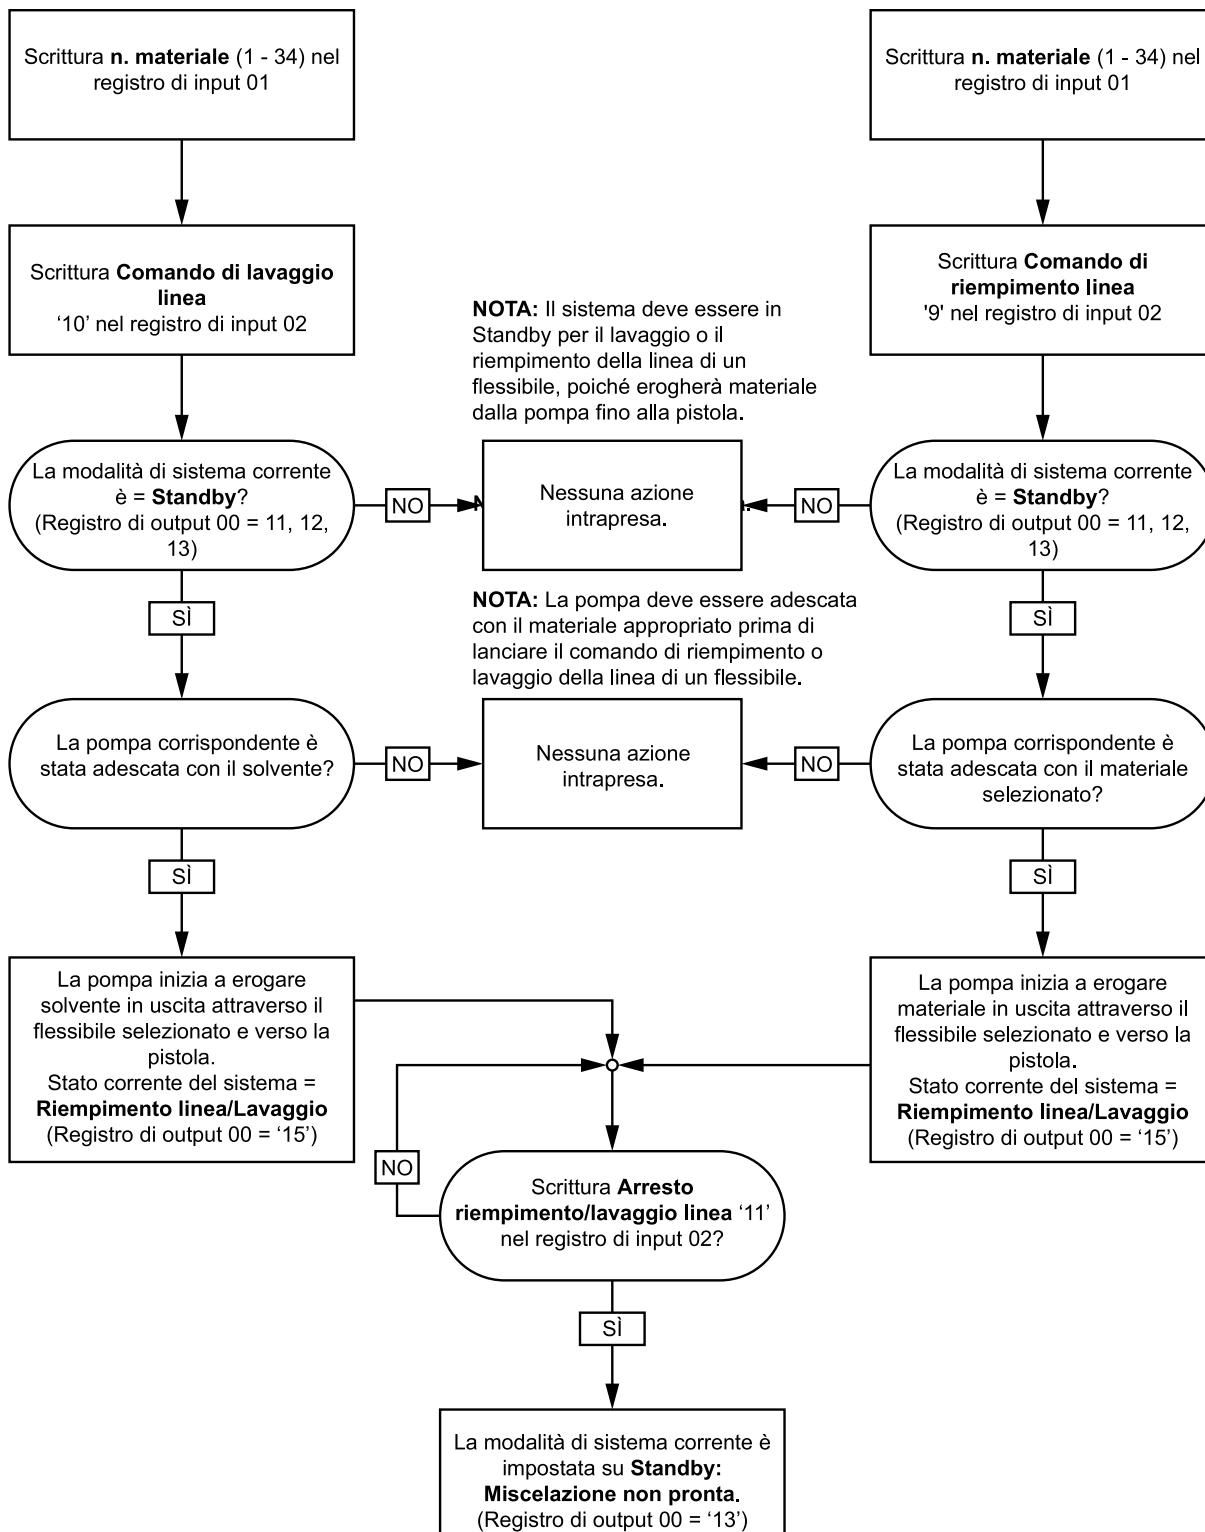 Scrittura n. materiale (1 - 34) nel
registro di input 01
Scrittura n. materiale (1 - 34) nel
registro di input 01
Scrittura Comando di lavaggio
linea
‘10’ nel registro di input 02
Scrittura Comando di
riempimento linea
'9' nel registro di input 02
NOTA: Il sistema deve essere in
Standby per il lavaggio o il
riempimento della linea di un
flessibile, poiché erogherà materiale
dalla pompa fino alla pistola.
La modalità di sistema corrente
è = Standby?
(Registro di output 00 = 11, 12,
13)
NO
Nessuna azione
intrapresa.
NO
La modalità di sistema corrente
è = Standby?
(Registro di output 00 = 11, 12,
13)
SÌ
SÌ
NOTA: La pompa deve essere adescata
con il materiale appropriato prima di
lanciare il comando di riempimento o
lavaggio della linea di un flessibile.
La pompa corrispondente è
stata adescata con il solvente?
NO
Nessuna azione
intrapresa.
NO
La pompa corrispondente è
stata adescata con il materiale
selezionato?
SÌ
SÌ
La pompa inizia a erogare
solvente in uscita attraverso il
flessibile selezionato e verso la
pistola.
Stato corrente del sistema =
Riempimento linea/Lavaggio
(Registro di output 00 = ‘15’)
La pompa inizia a erogare
materiale in uscita attraverso il
flessibile selezionato e verso la
pistola.
Stato corrente del sistema =
Riempimento linea/Lavaggio
(Registro di output 00 = ‘15’)
NO
Scrittura Arresto
riempimento/lavaggio linea ‘11’
nel registro di input 02?
SÌ
La modalità di sistema corrente è
impostata su Standby:
Miscelazione non pronta.
(Registro di output 00 = ‘13’)